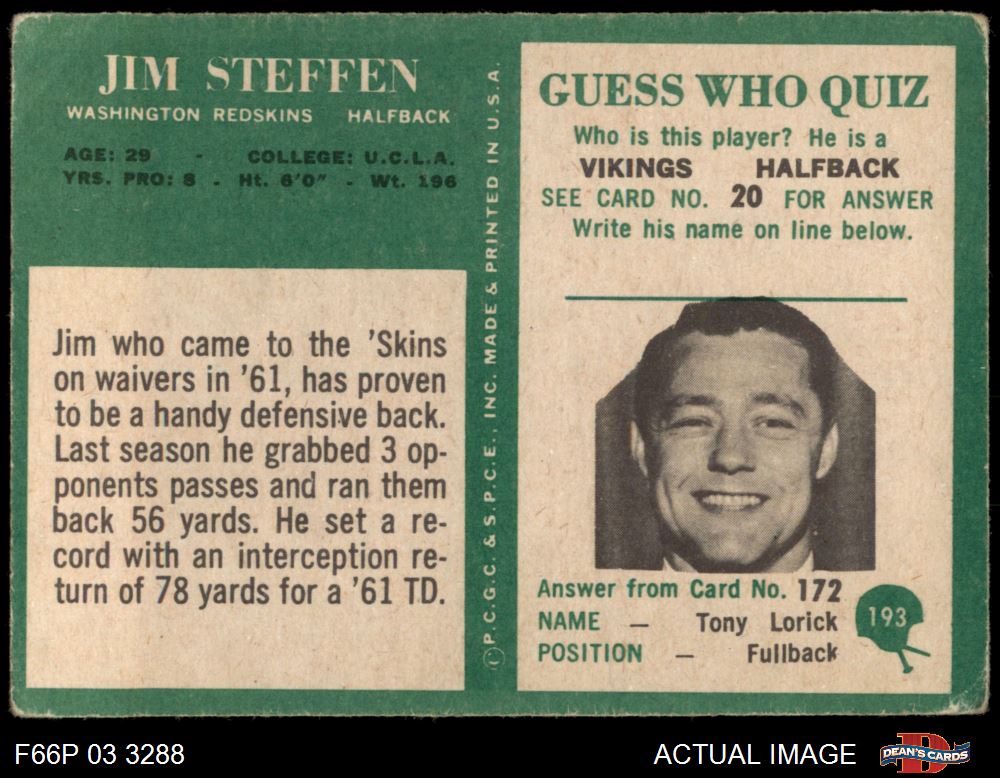 JIM STEFFEN
WASHINGTON REDSKINS HALFBACK
AGE: 29 - COLLEGE: U.C.L.A.
YRS. PRO: 8 - Ht. 6'0" - Wt. 196
Jim who came to the 'Skins
on waivers in '61, has proven
to be a handy defensive back.
Last season he grabbed 3 op-
ponents passes and ran them
back 56 yards. He set a re-
cord with an interception re-
turn of 78 yards for a '61 TD.
© P.C.G.C. & S.P.C.E., INC. MADE & PRINTED IN U.S.A.
GUESS WHO QUIZ
Who is this player? He is a
VIKINGS HALFBACK
SEE CARD NO. 20 FOR ANSWER
Write his name on line below.
Answer from Card No. 172
NAME — Tony Lorick
POSITION — Fullback
193
F66P 03 3288
ACTUAL IMAGE
DEAN'S CARDS